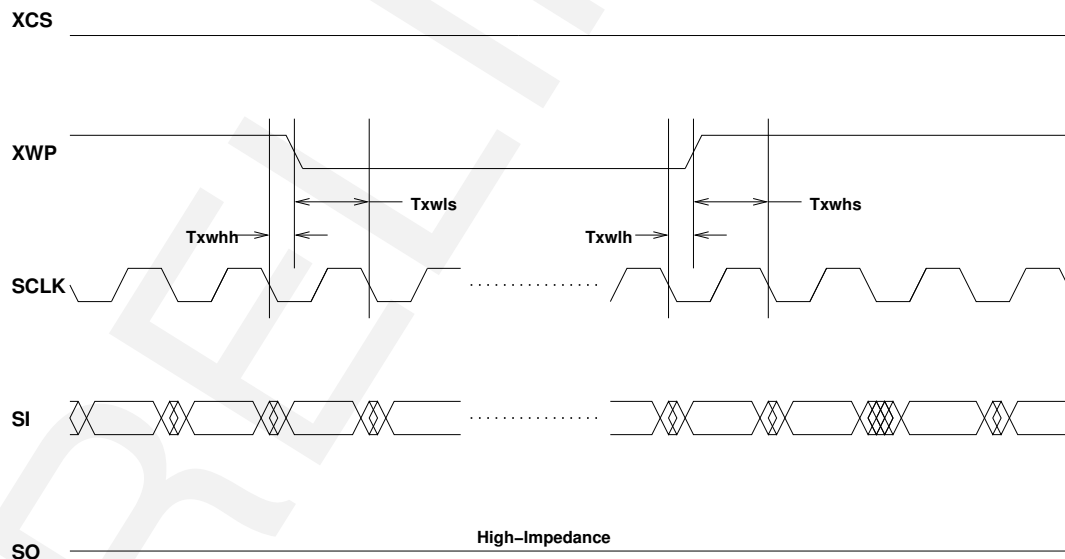 XCS
XWP
Txwls
Txwhs
Txwhh
Txwlh
SCLK
SI
High-Impedance
SO